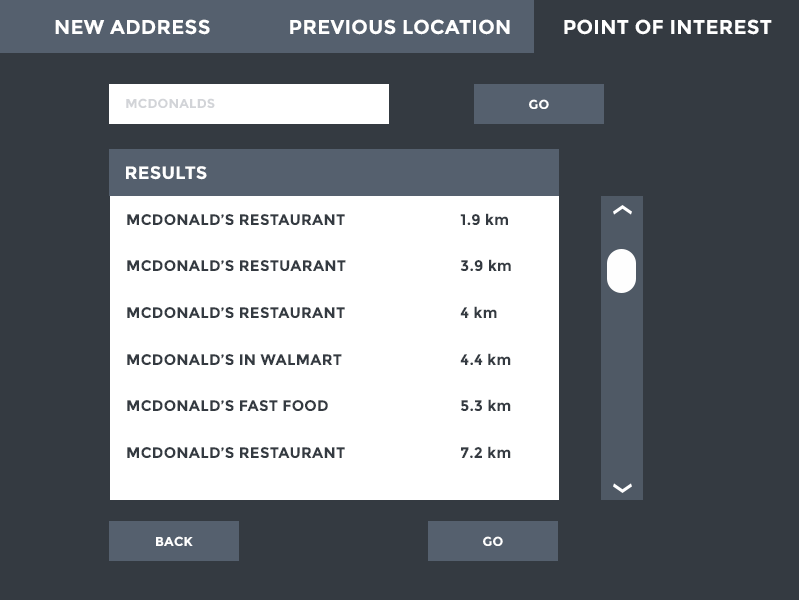 NEW ADDRESS PREVIOUS LOCATION POINT OF INTEREST
MCDONALDS GO
RESULTS
MCDONALD'S RESTAURANT 1.9 km
MCDONALD'S RESTUARANT 3.9 km
MCDONALD'S RESTAURANT 4 km
MCDONALD'S IN WALMART 4.4 km
MCDONALD'S FAST FOOD 5.3 km
MCDONALD'S RESTAURANT 7.2 km
BACK GO